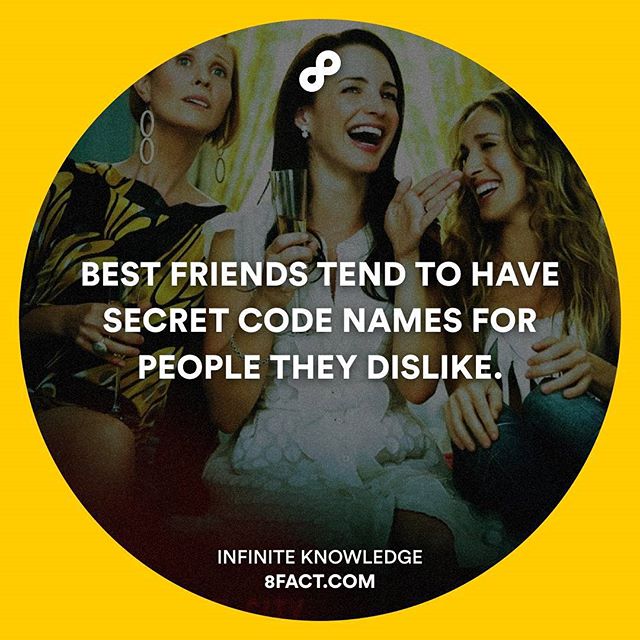 BEST FRIENDS TEND TO HAVE
SECRET CODE NAMES FOR
PEOPLE THEY DISLIKE.
INFINITE KNOWLEDGE
8FACT.COM